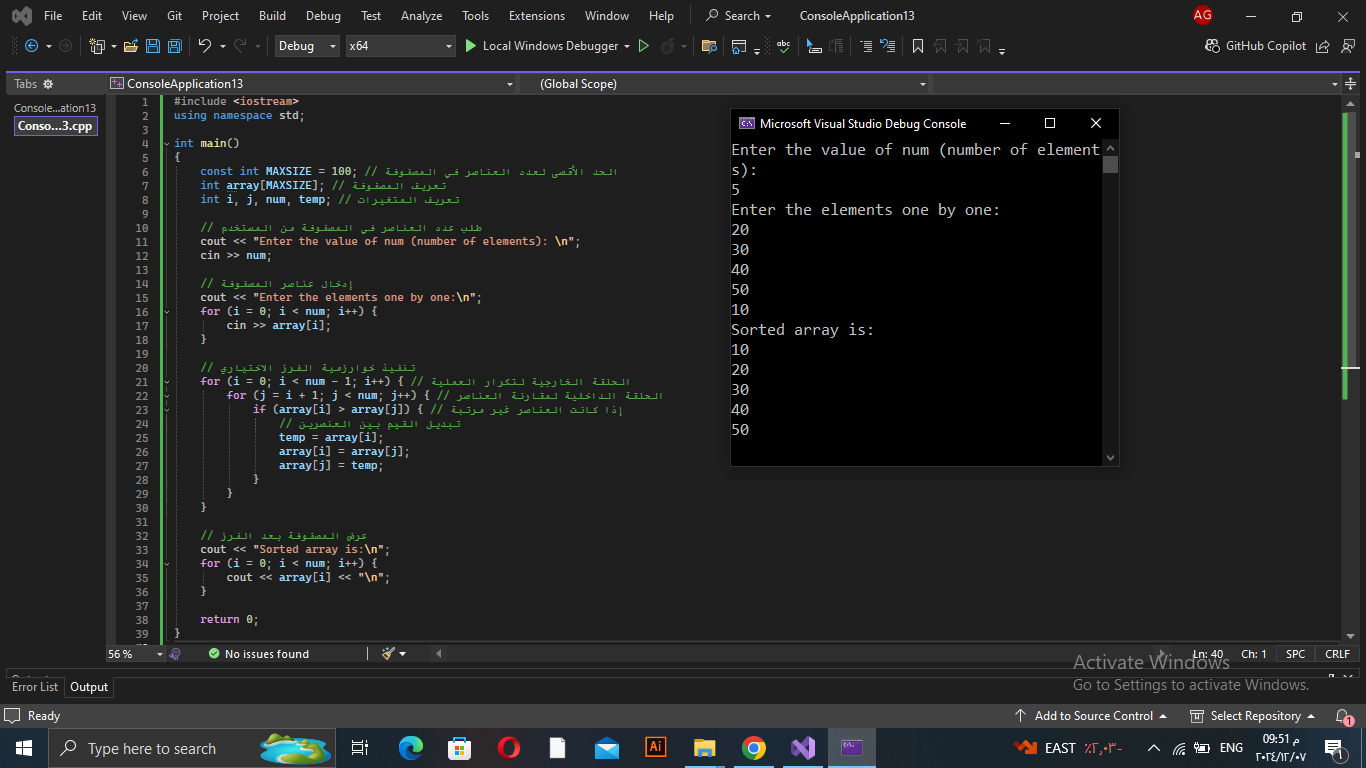 File Edit View Git Project Build Debug Test Analyze Tools Extensions Window Help Search ConsoleApplication13 AG
Debug x64 Local Windows Debugger GitHub Copilot
Tabs ConsoleApplication13 (Global Scope)
Console...ation13
Conso...3.cpp
1 #include <iostream>
2 using namespace std;
3
4 int main()
5 {
6 const int MAXSIZE = 100; // الحد الأقصى لعدد العناصر في المصفوفة
7 int array[MAXSIZE]; // تعريف المصفوفة
8 int i, j, num, temp; // تعريف المتغيرات
9
10 // طلب عدد العناصر في المصفوفة من المستخدم
11 cout << "Enter the value of num (number of elements): \n";
12 cin >> num;
13
14 // إدخال عناصر المصفوفة
15 cout << "Enter the elements one by one:\n";
16 for (i = 0; i < num; i++) {
17 cin >> array[i];
18 }
19
20 // تنفيذ خوارزمية الفرز الاختياري
21 for (i = 0; i < num - 1; i++) { // الحلقة الخارجية لتكرار العملية
22 for (j = i + 1; j < num; j++) { // الحلقة الداخلية لمقارنة العناصر
23 if (array[i] > array[j]) { // إذا كانت العناصر غير مرتبة
24 // تبديل القيم بين العنصرين
25 temp = array[i];
26 array[i] = array[j];
27 array[j] = temp;
28 }
29 }
30 }
31
32 // عرض المصفوفة بعد الفرز
33 cout << "Sorted array is:\n";
34 for (i = 0; i < num; i++) {
35 cout << array[i] << "\n";
36 }
37
38 return 0;
39 }
Microsoft Visual Studio Debug Console
Enter the value of num (number of element
s):
5
Enter the elements one by one:
20
30
40
50
10
Sorted array is:
10
20
30
40
50
56 % No issues found Ln: 40 Ch: 1 SPC CRLF
Activate Windows
Go to Settings to activate Windows.
Error List Output
Ready Add to Source Control Select Repository 1
Type here to search Ai EAST ٪٢٫٠٣- ENG 09:51 م
٢٠٢٤/١٢/٠٧ 1